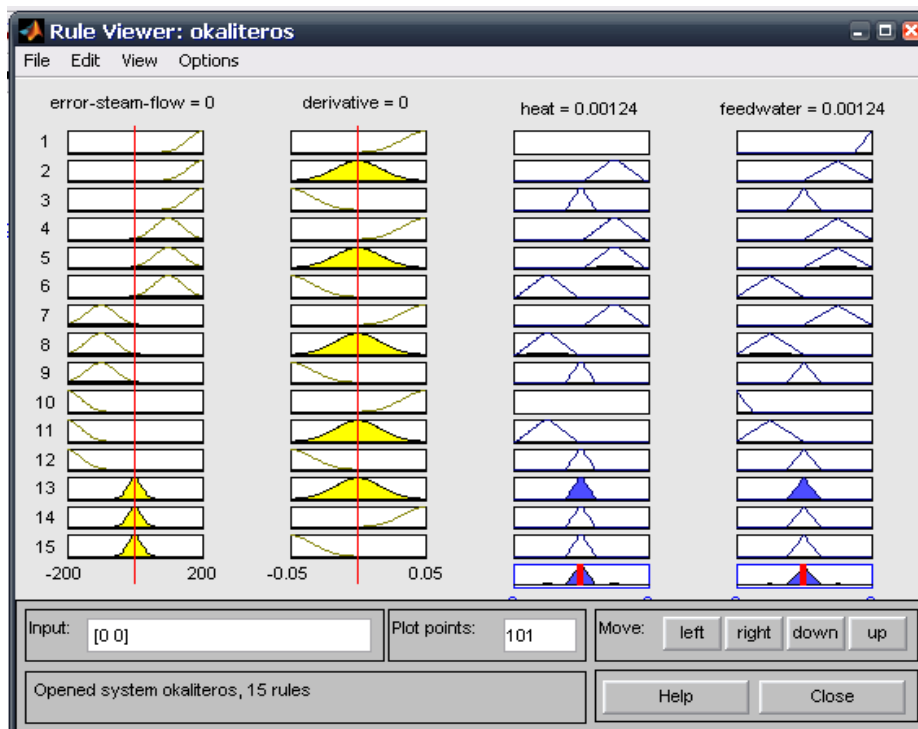 Rule Viewer: okaliteros
File Edit View Options
error-steam-flow = 0 derivative = 0 heat = 0.00124 feedwater = 0.00124
1
2
3
4
5
6
7
8
9
10
11
12
13
14
15
-200 200 -0.05 0.05
Input: [0 0] Plot points: 101 Move: left right down up
Opened system okaliteros, 15 rules Help Close